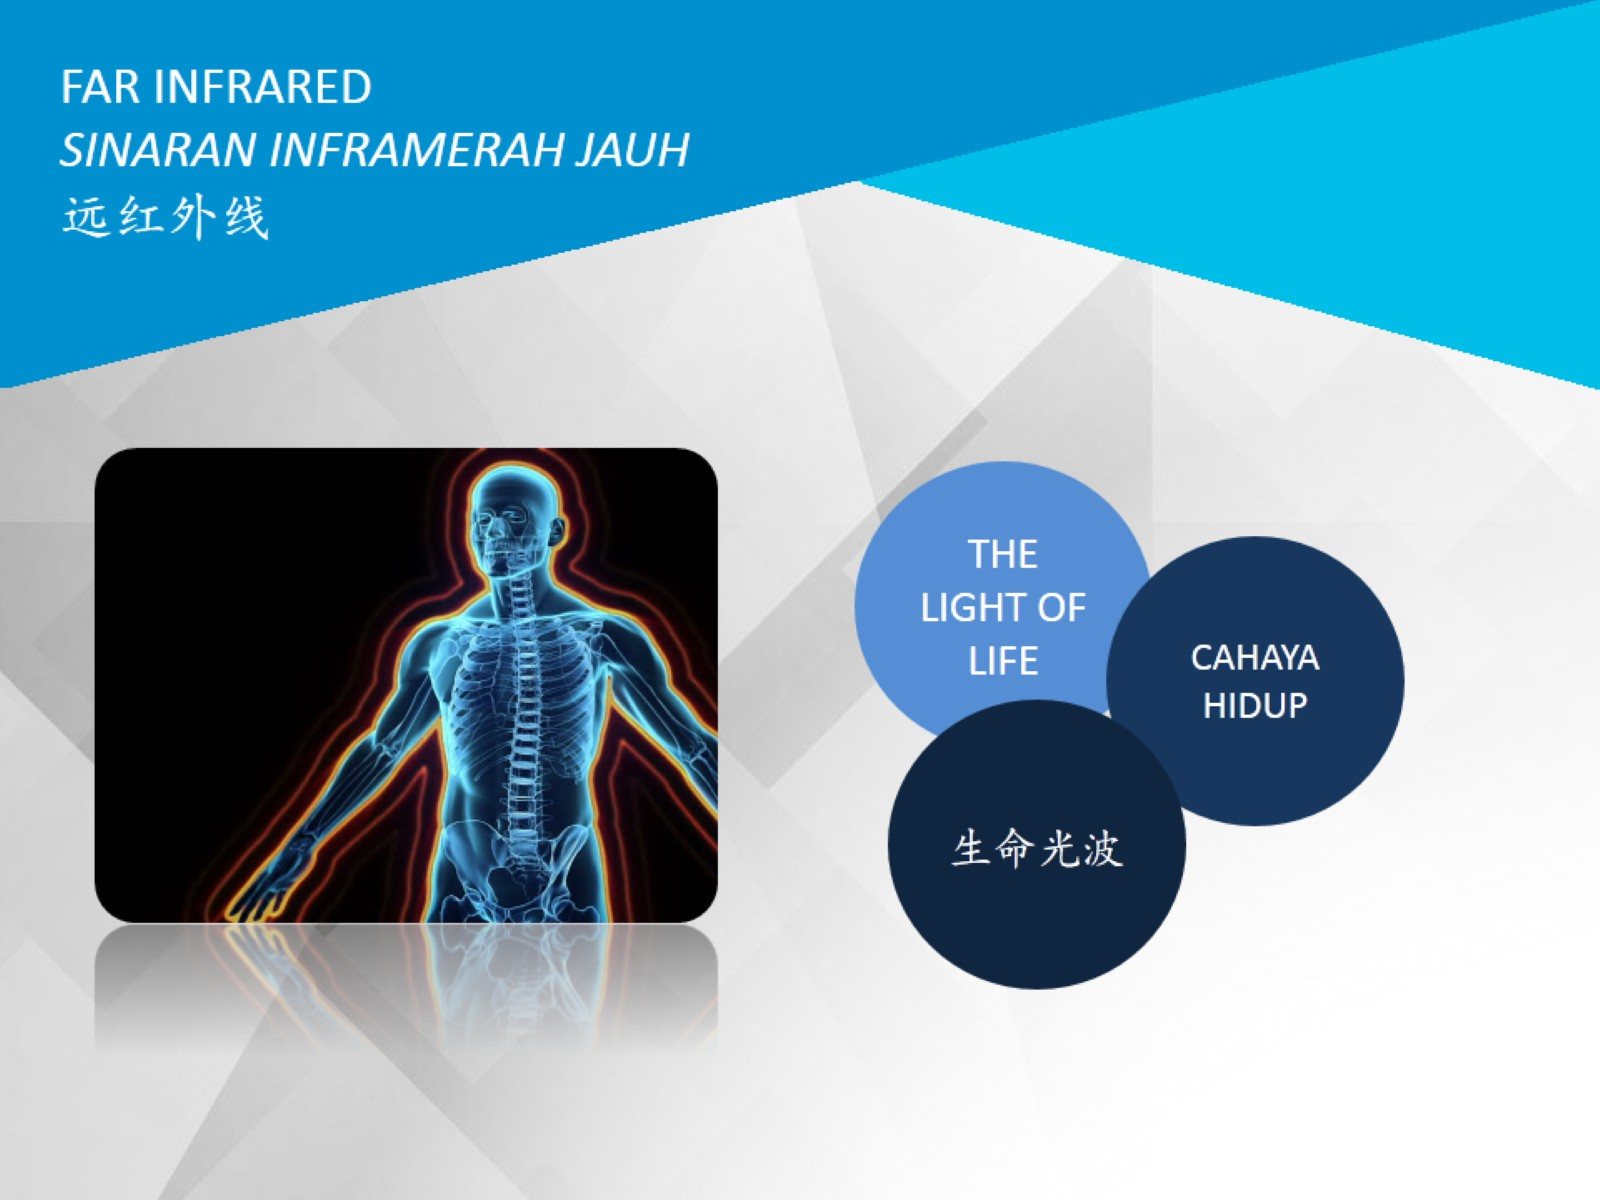 FAR INFRARED
SINARAN INFRAMERAH JAUH
远红外线
THE
LIGHT OF
LIFE
CAHAYA
HIDUP
生命光波